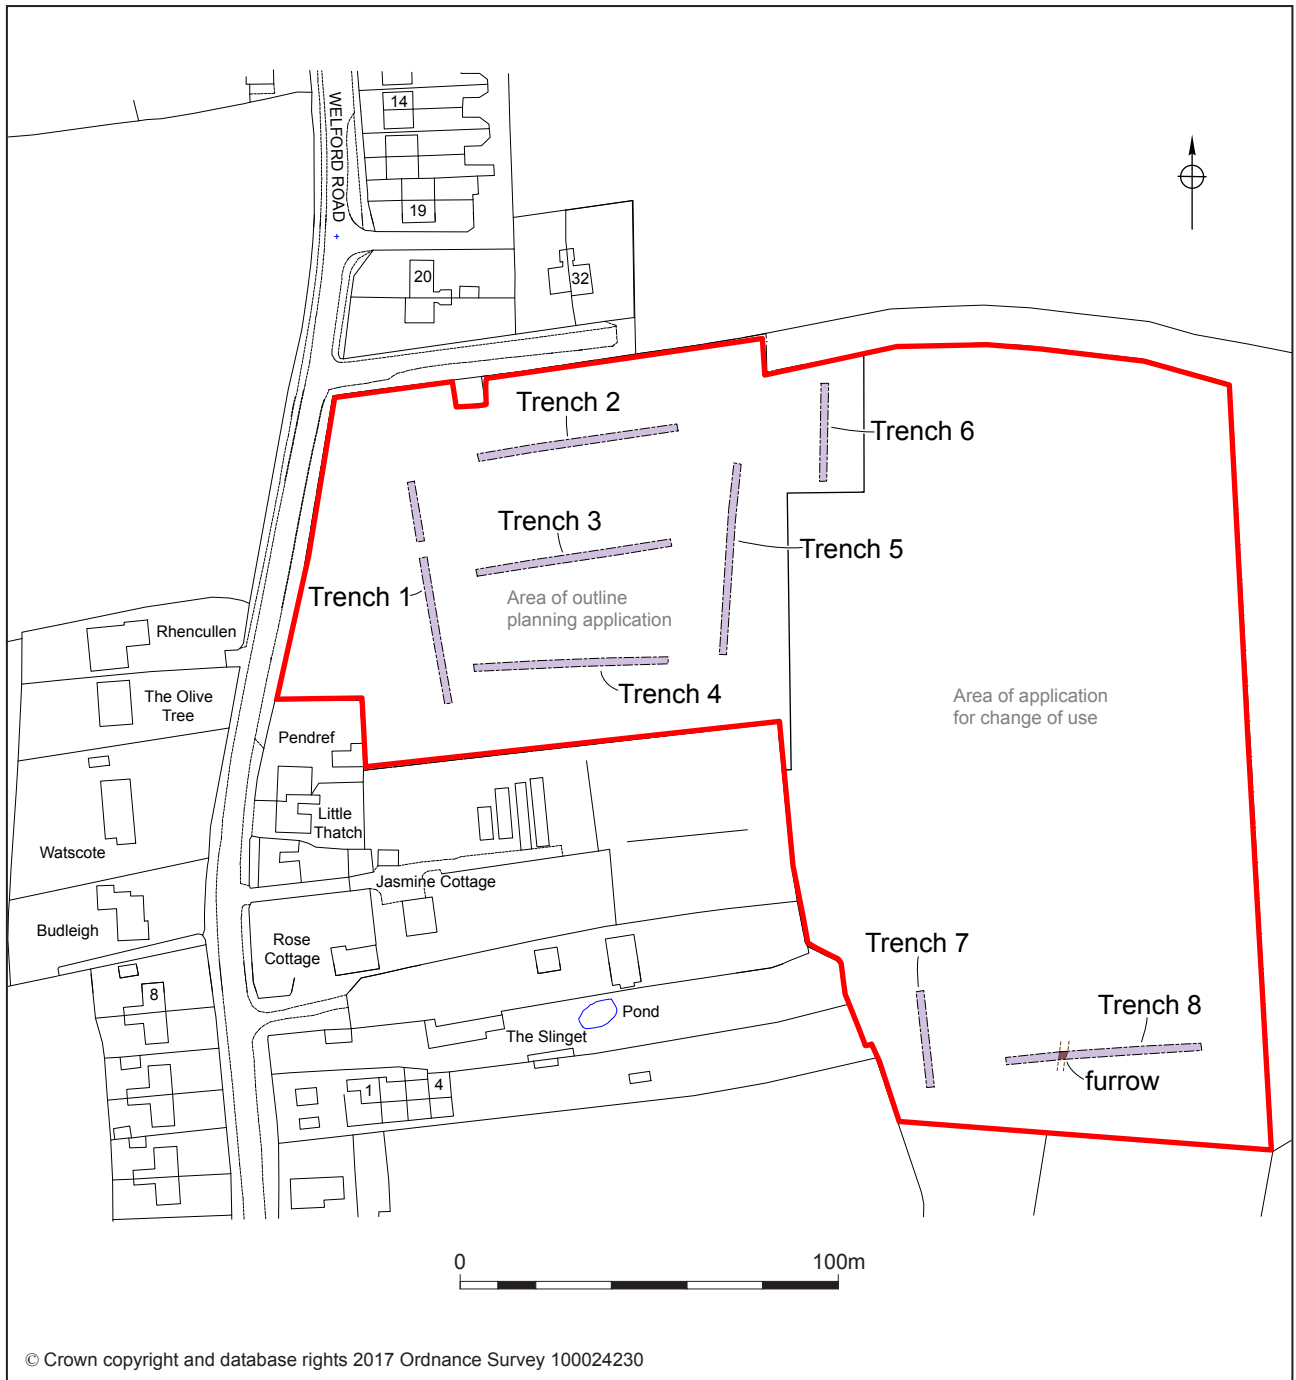 WELFORD ROAD
14
19
20
32
Trench 2
Trench 6
Trench 3
Trench 5
Trench 1
Area of outline
planning application
Rhencullen
The Olive
Tree
Trench 4
Area of application
for change of use
Pendref
Little
Thatch
Watscote
Jasmine Cottage
Budleigh
Rose
Cottage
Trench 7
8
Pond
Trench 8
The Slinget
furrow
1
4
0
100m
© Crown copyright and database rights 2017 Ordnance Survey 100024230